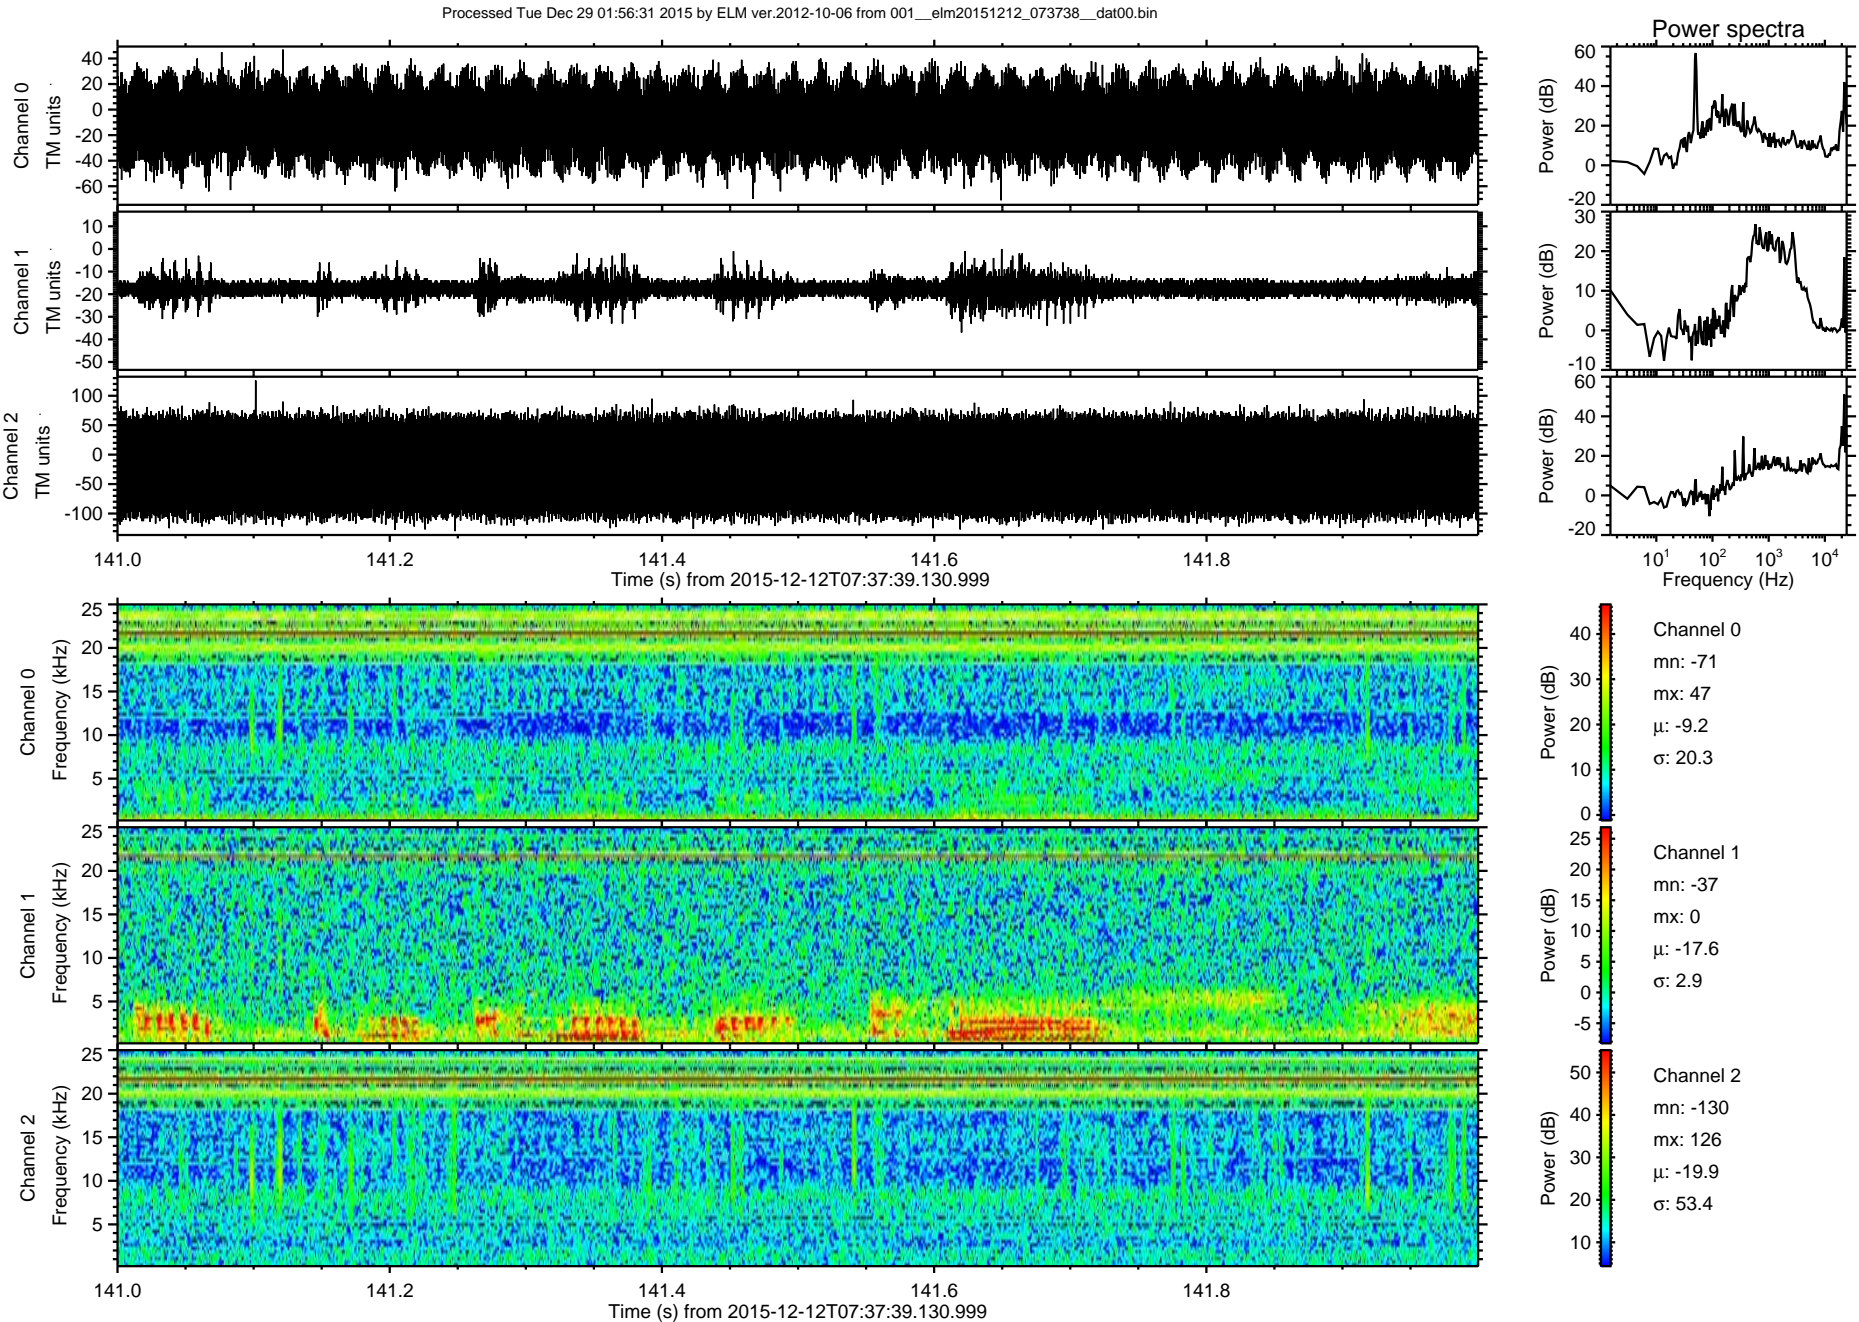 Processed Tue Dec 29 01:56:31 2015 by ELM ver.2012-10-06 from 001__elm20151212_073738__dat00.bin
Power spectra
Channel 0
TM units
40
20
0
-20
-40
-60
Power (dB)
60
40
20
0
-20
Channel 1
TM units
10
0
-10
-20
-30
-40
-50
Power (dB)
30
20
10
0
-10
Channel 2
TM units
100
50
0
-50
-100
Power (dB)
60
40
20
0
-20
141.0 141.2 141.4 141.6 141.8
Time (s) from 2015-12-12T07:37:39.130.999
10^1 10^2 10^3 10^4
Frequency (Hz)
Channel 0
Frequency (kHz)
25
20
15
10
5
Power (dB)
40
30
20
10
0
Channel 0
mn: -71
mx: 47
μ: -9.2
σ: 20.3
Channel 1
Frequency (kHz)
25
20
15
10
5
Power (dB)
25
20
15
10
5
0
-5
Channel 1
mn: -37
mx: 0
μ: -17.6
σ: 2.9
Channel 2
Frequency (kHz)
25
20
15
10
5
Power (dB)
50
40
30
20
10
Channel 2
mn: -130
mx: 126
μ: -19.9
σ: 53.4
141.0 141.2 141.4 141.6 141.8
Time (s) from 2015-12-12T07:37:39.130.999